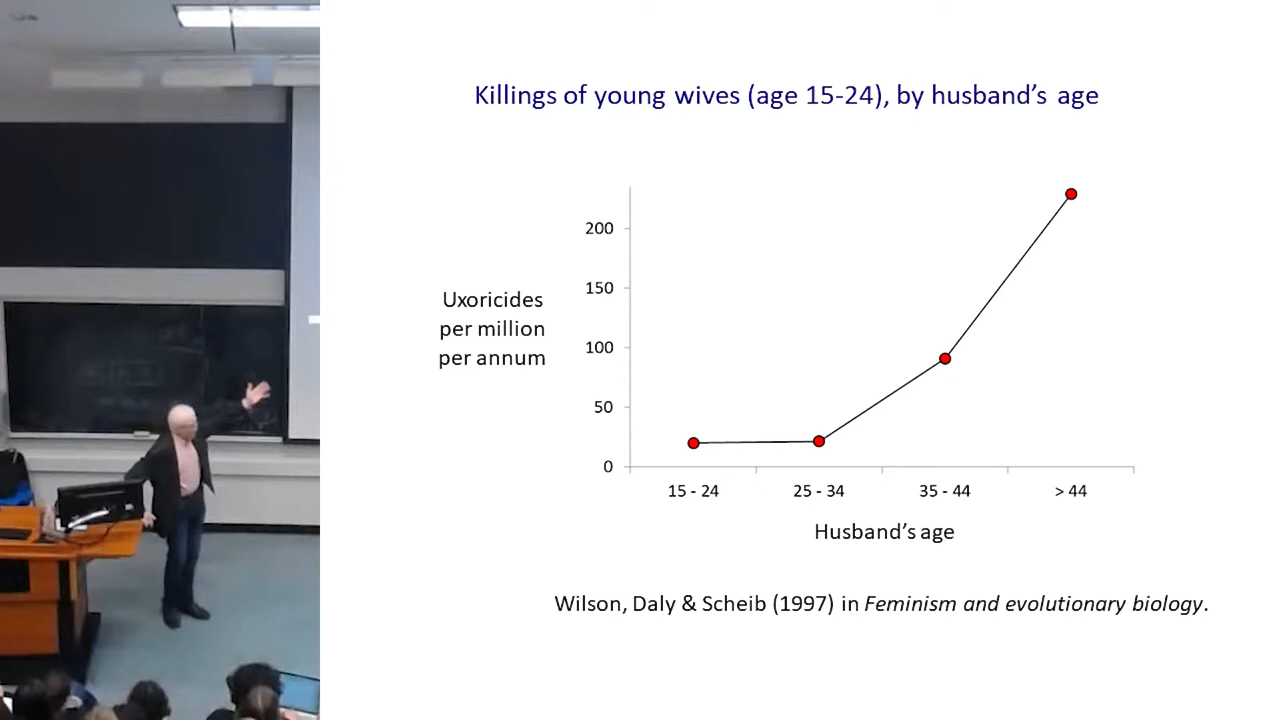 Killings of young wives (age 15-24), by husband's age
200
150
100
50
0
Uxoricides
per million
per annum
15 - 24
25 - 34
35 - 44
> 44
Husband's age
Wilson, Daly & Scheib (1997) in Feminism and evolutionary biology.